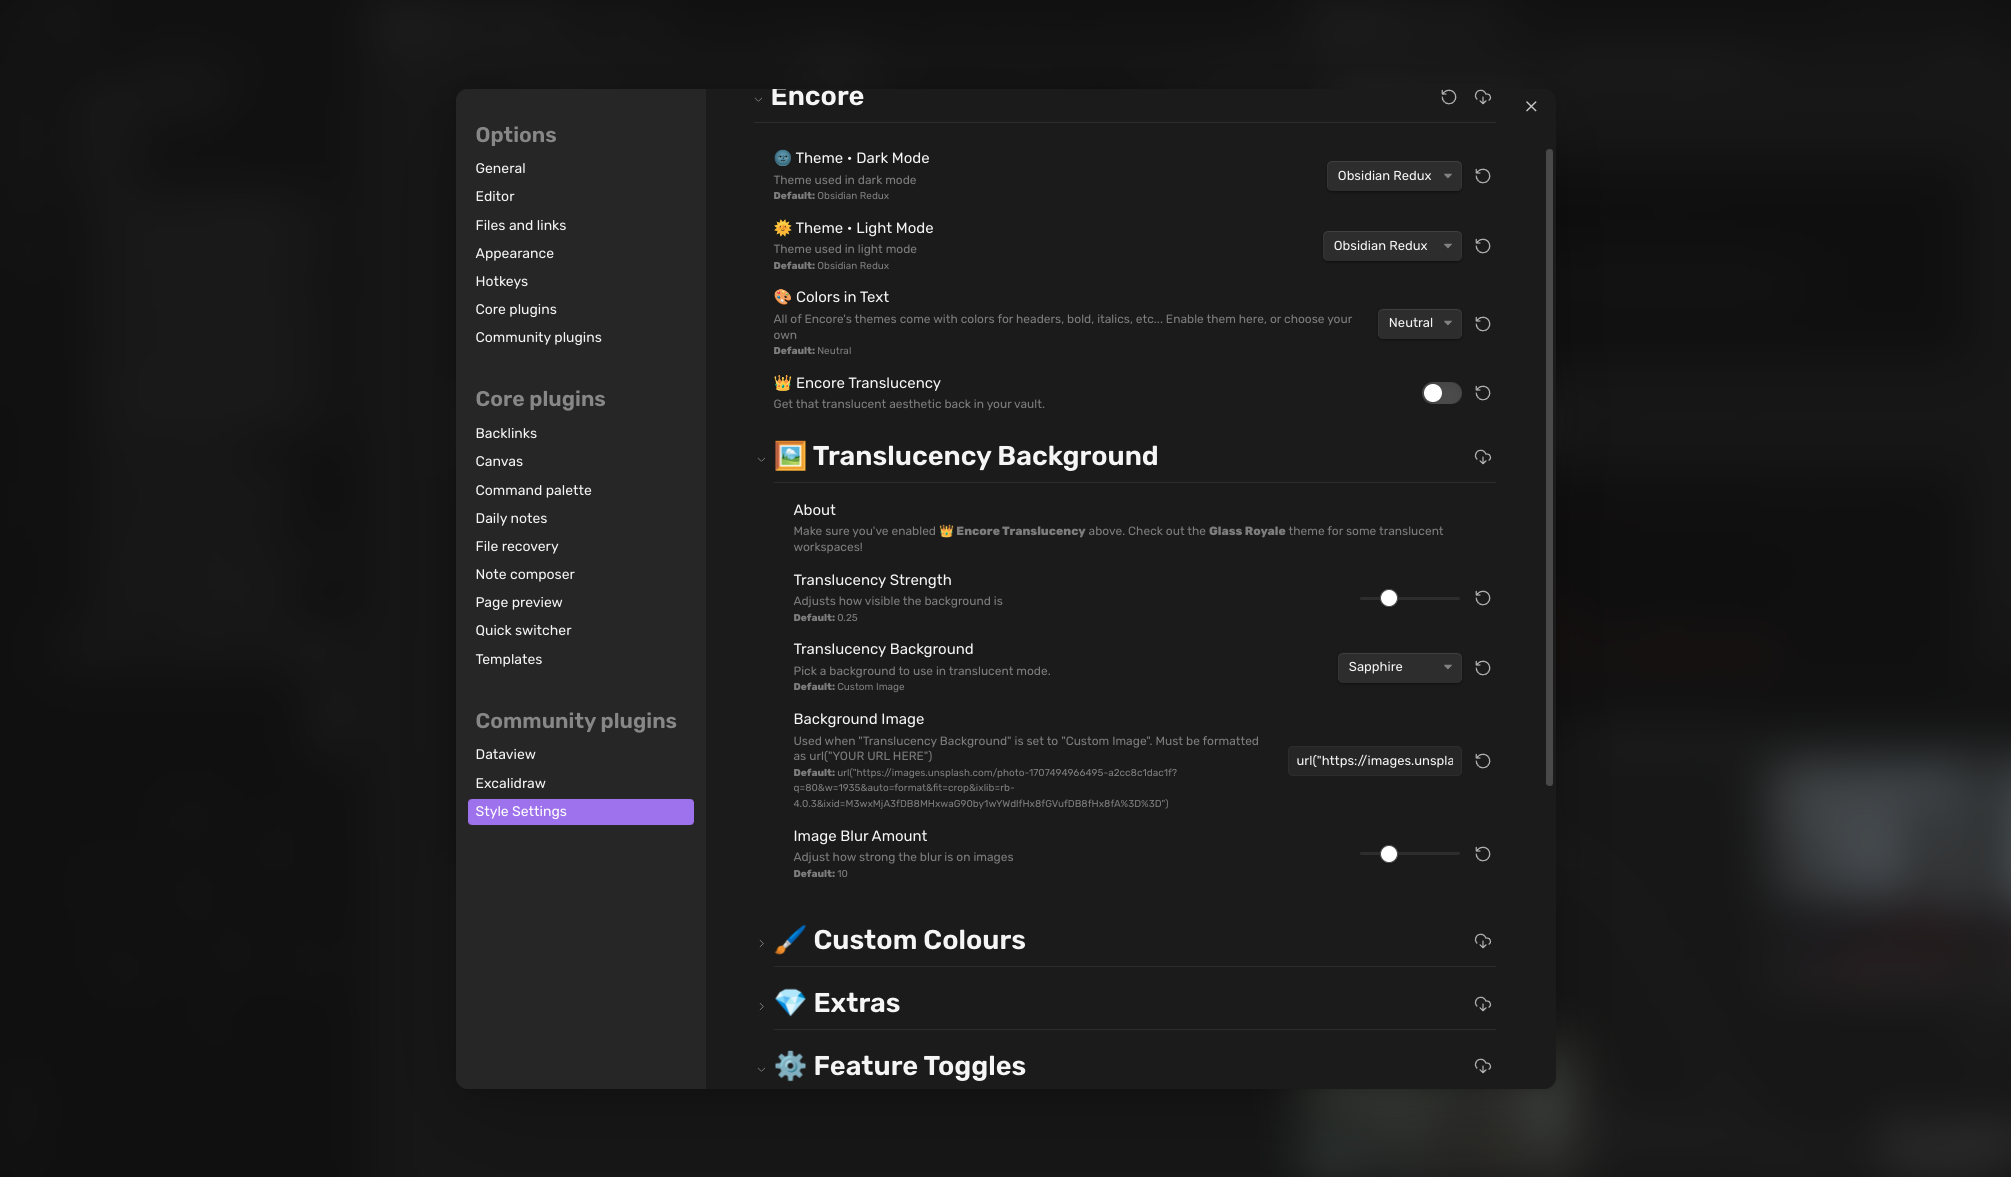 Options
General
Editor
Files and links
Appearance
Hotkeys
Core plugins
Community plugins
Core plugins
Backlinks
Canvas
Command palette
Daily notes
File recovery
Note composer
Page preview
Quick switcher
Templates
Community plugins
Dataview
Excalidraw
Style Settings
Encore
Theme • Dark Mode
Theme used in dark mode
Default: Obsidian Redux
Obsidian Redux
Theme • Light Mode
Theme used in light mode
Default: Obsidian Redux
Obsidian Redux
Colors in Text
All of Encore's themes come with colors for headers, bold, italics, etc... Enable them here, or choose your
own
Default: Neutral
Neutral
Encore Translucency
Get that translucent aesthetic back in your vault.
Translucency Background
About
Make sure you've enabled 👑 Encore Translucency above. Check out the Glass Royale theme for some translucent
workspaces!
Translucency Strength
Adjusts how visible the background is
Default: 0.25
Translucency Background
Pick a background to use in translucent mode.
Default: Custom Image
Sapphire
Background Image
Used when "Translucency Background" is set to "Custom Image". Must be formatted
as url("YOUR URL HERE")
Default: url("https://images.unsplash.com/photo-1707494966495-a2cc8c1dac1f?
q=80&w=1935&auto=format&fit=crop&ixlib=rb-
4.0.3&ixid=M3wxMjA3fDB8MHxwaG90by1wYWdlfHx8fGVufDB8fHx8fA%3D%3D")
url("https://images.unspla
Image Blur Amount
Adjust how strong the blur is on images
Default: 10
Custom Colours
Extras
Feature Toggles